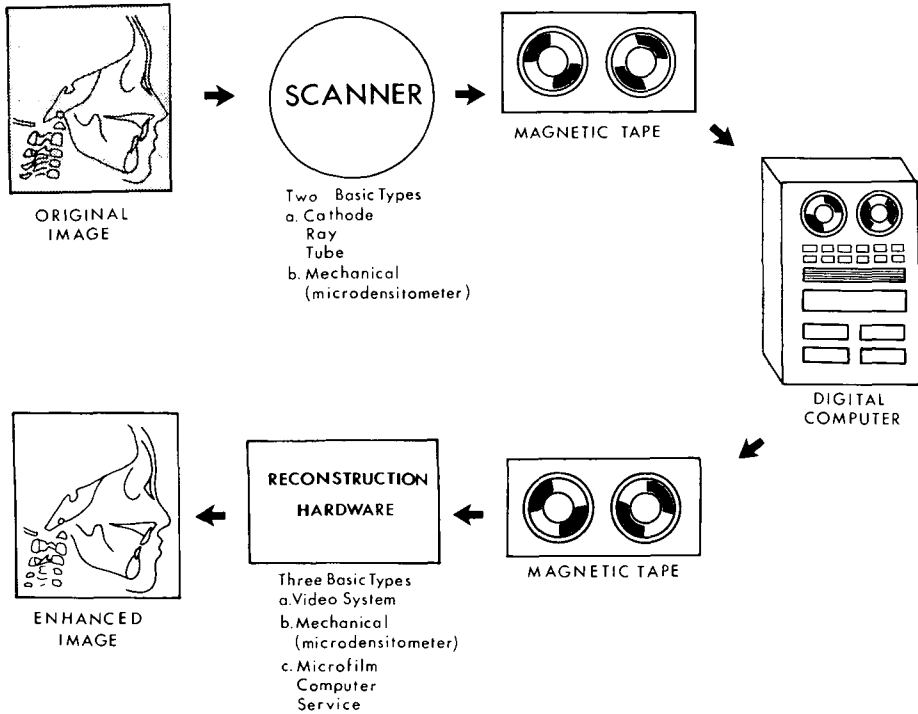 ORIGINAL
IMAGE
SCANNER
Two Basic Types
a. Cathode
Ray
Tube
b. Mechanical
(microdensitometer)
MAGNETIC TAPE
DIGITAL
COMPUTER
MAGNETIC TAPE
RECONSTRUCTION
HARDWARE
Three Basic Types
a.Video System
b. Mechanical
(microdensitometer)
c. Microfilm
Computer
Service
ENHANCED
IMAGE